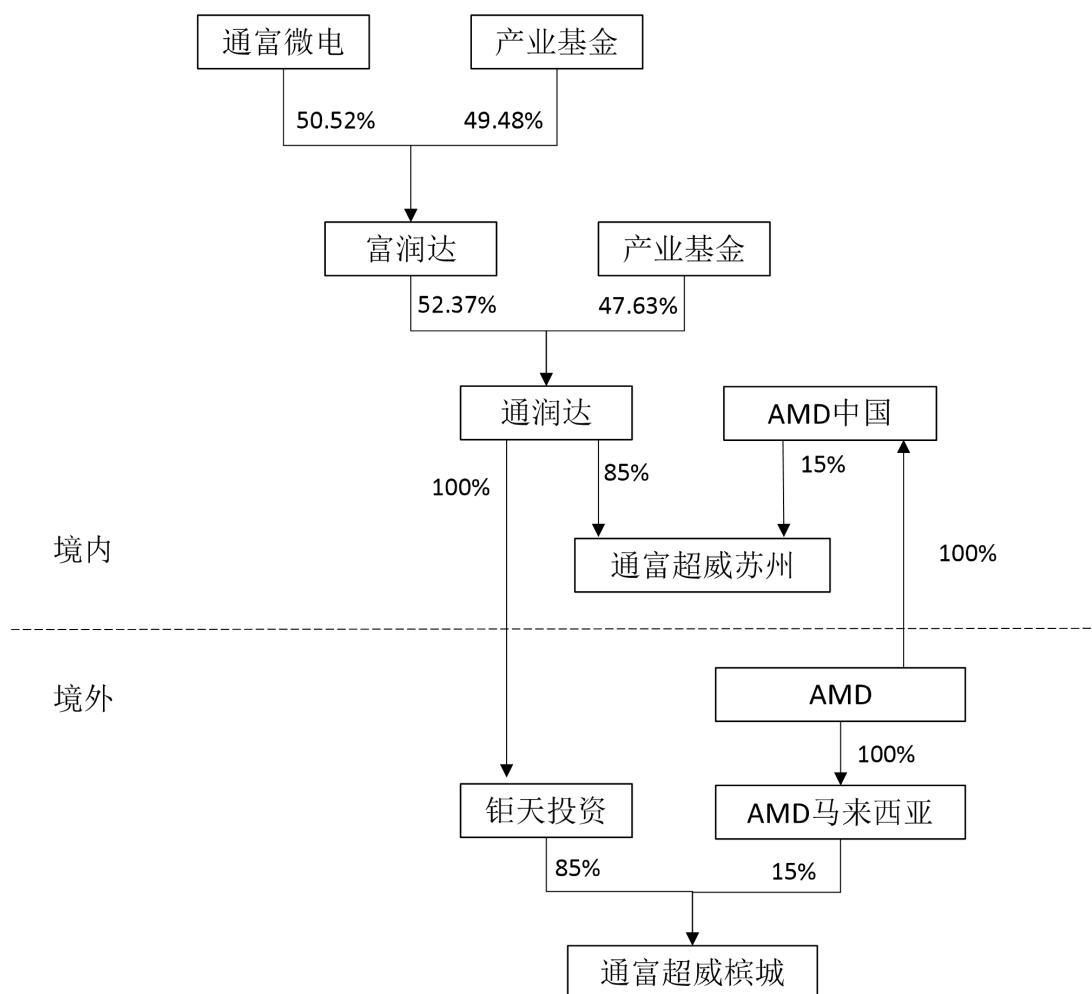 通富微电
产业基金
50.52%
49.48%
富润达
产业基金
52.37%
47.63%
通润达
AMD中国
100%
85%
15%
境内
通富超威苏州
100%
境外
AMD
100%
钜天投资
AMD马来西亚
85%
15%
通富超威槟城